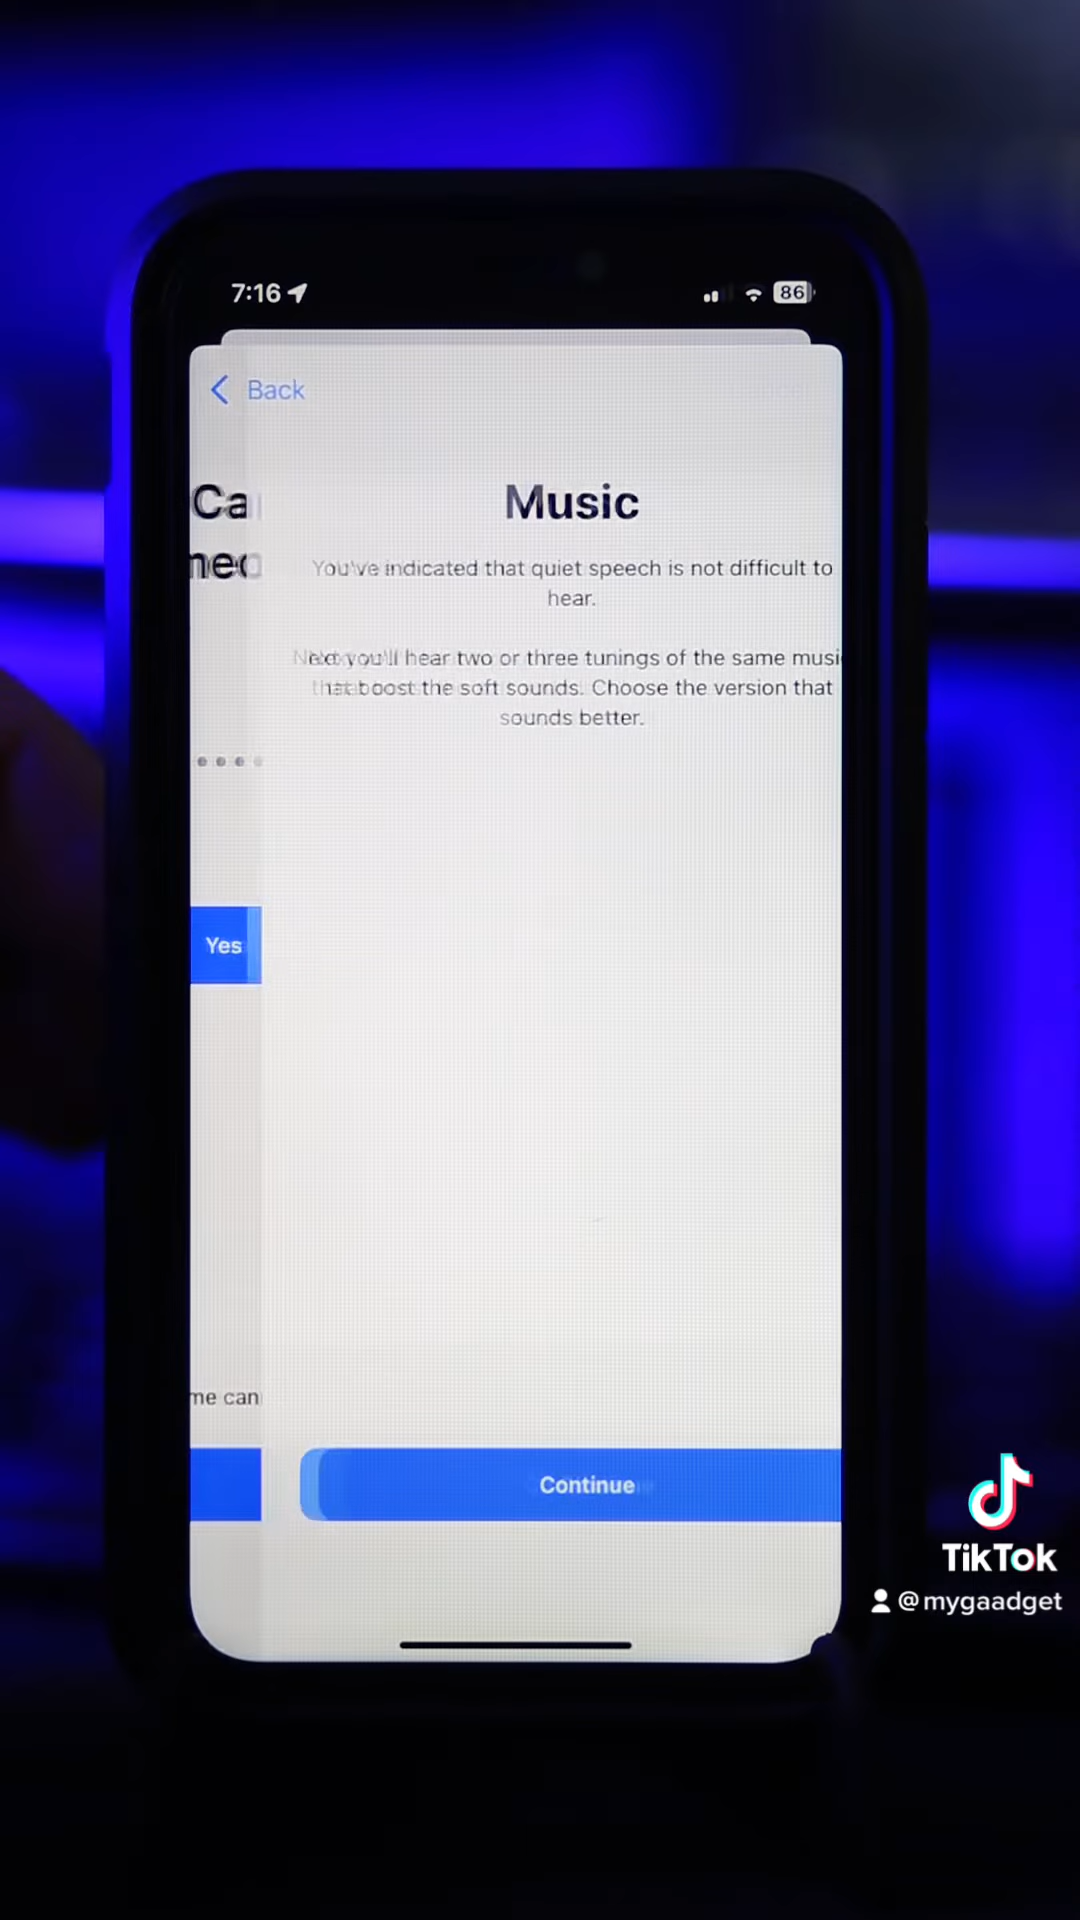 7:16
86
Back
Ca
Music
You've indicated that quiet speech is not difficult to
hear.
Next you'll hear two or three tunings of the same musi
that boost the soft sounds. Choose the version that
sounds better.
Yes
me can
Continue
TikTok
@mygaadget